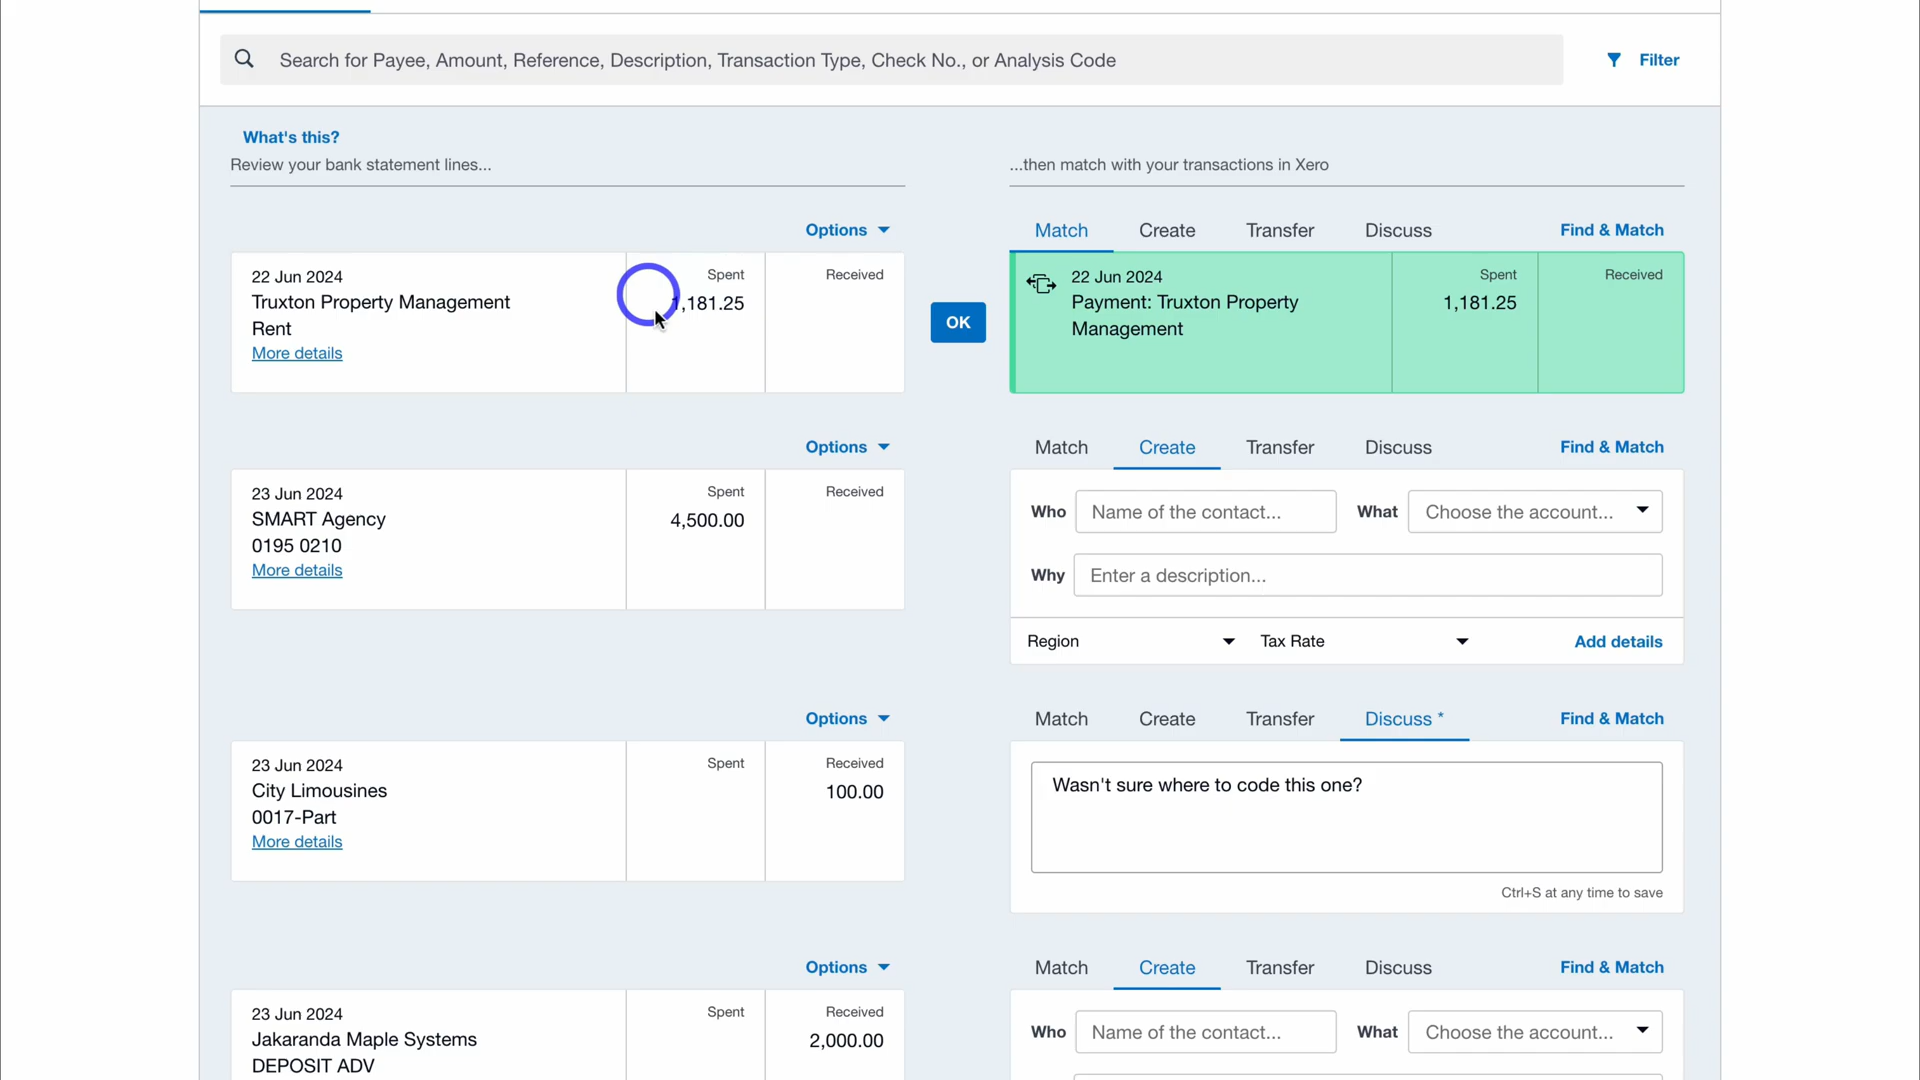 Search for Payee, Amount, Reference, Description, Transaction Type, Check No., or Analysis Code
Filter
What's this?
Review your bank statement lines...
...then match with your transactions in Xero
Options
Match Create Transfer Discuss Find & Match
22 Jun 2024
Truxton Property Management
Rent
More details
Spent
1,181.25
Received
OK
22 Jun 2024
Payment: Truxton Property
Management
Spent
1,181.25
Received
Options
Match Create Transfer Discuss Find & Match
23 Jun 2024
SMART Agency
0195 0210
More details
Spent
4,500.00
Received
Who Name of the contact... What Choose the account...
Why Enter a description...
Region Tax Rate Add details
Options
Match Create Transfer Discuss * Find & Match
23 Jun 2024
City Limousines
0017-Part
More details
Spent
Received
100.00
Wasn't sure where to code this one?
Ctrl+S at any time to save
Options
Match Create Transfer Discuss Find & Match
23 Jun 2024
Jakaranda Maple Systems
DEPOSIT ADV
Spent
Received
2,000.00
Who Name of the contact... What Choose the account...